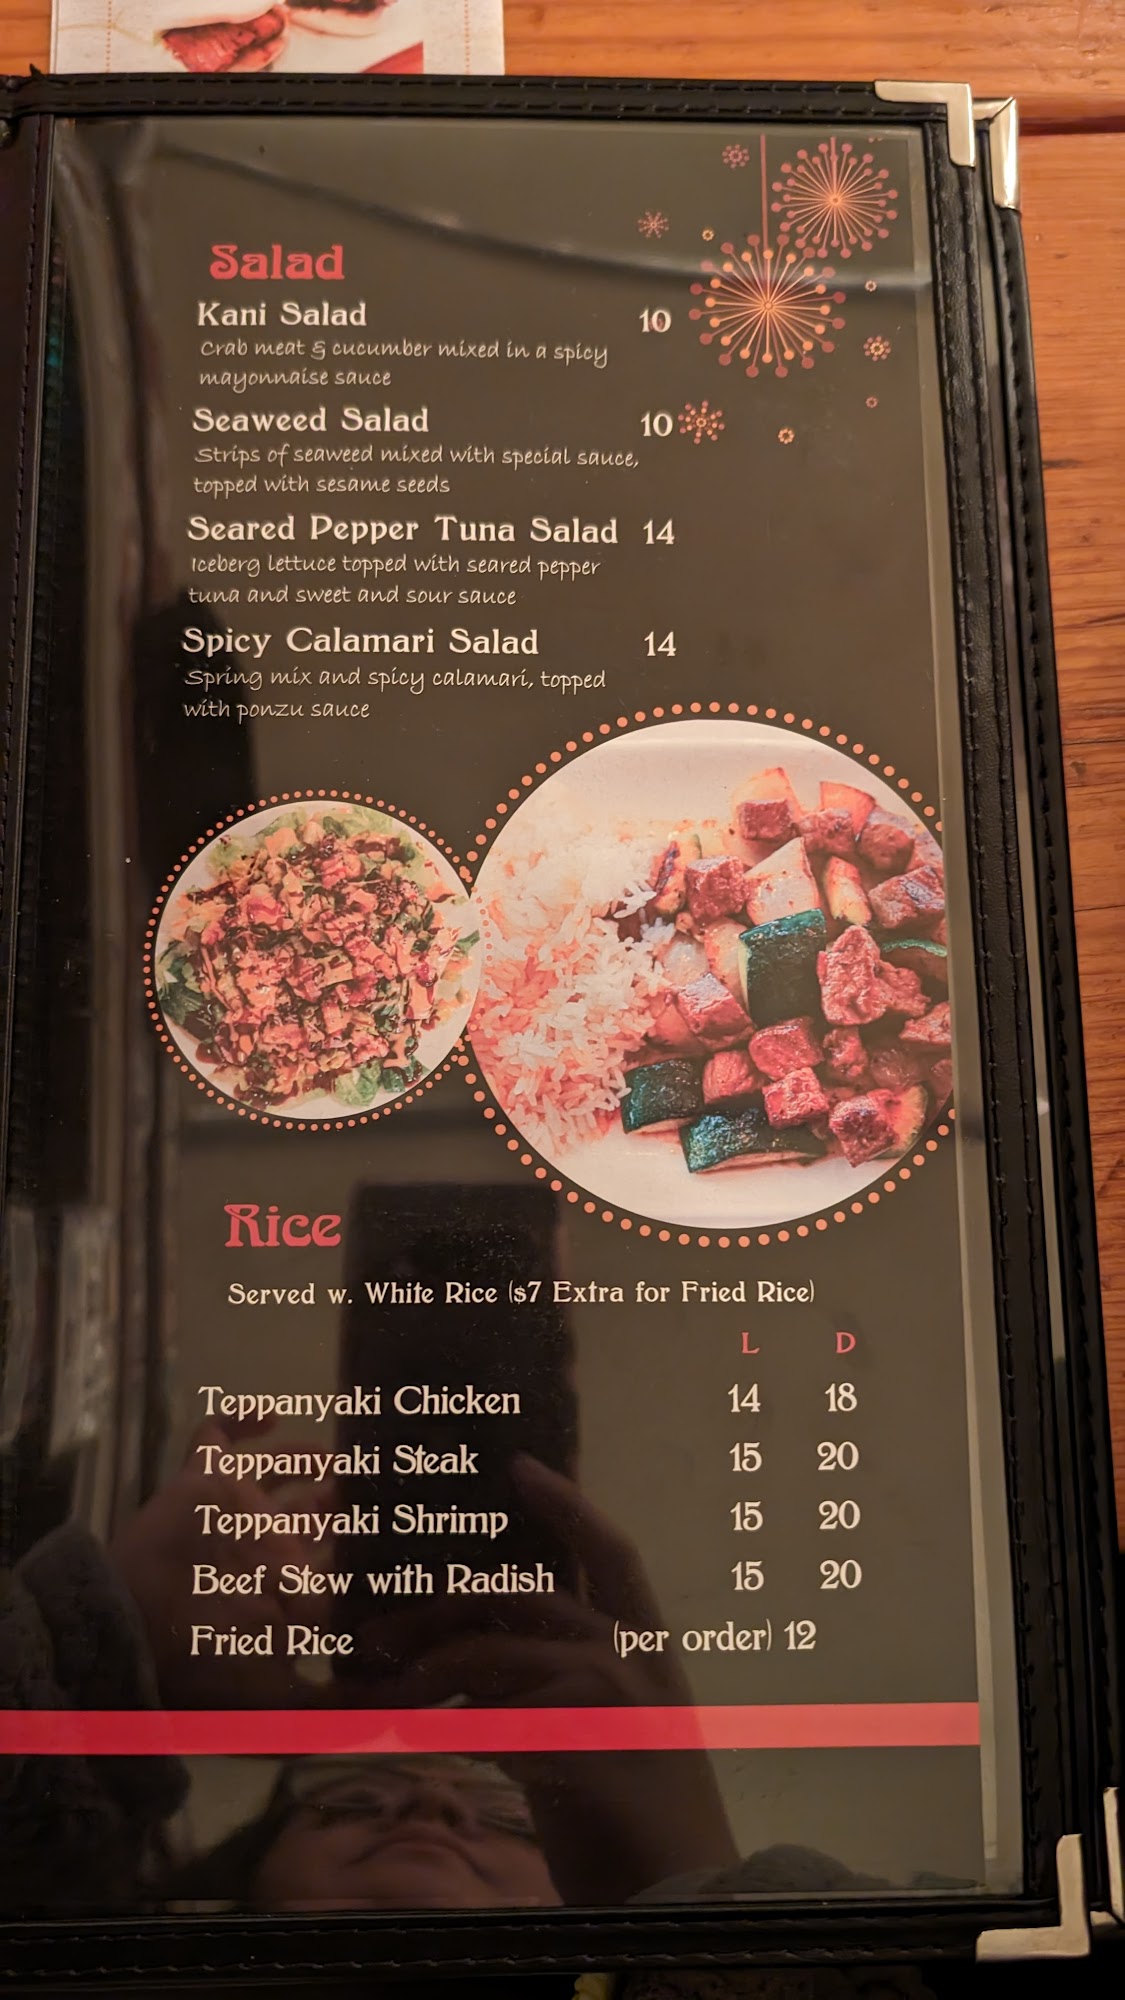 Salad
Kani Salad 10
Crab meat & cucumber mixed in a spicy
mayonnaise sauce
Seaweed Salad 10
Strips of seaweed mixed with special sauce,
topped with sesame seeds
Seared Pepper Tuna Salad 14
Iceberg lettuce topped with seared pepper
tuna and sweet and sour sauce
Spicy Calamari Salad 14
Spring mix and spicy calamari, topped
with ponzu sauce
Rice
Served w. White Rice ($7 Extra for Fried Rice)
L D
Teppanyaki Chicken 14 18
Teppanyaki Steak 15 20
Teppanyaki Shrimp 15 20
Beef Stew with Radish 15 20
Fried Rice (per order) 12